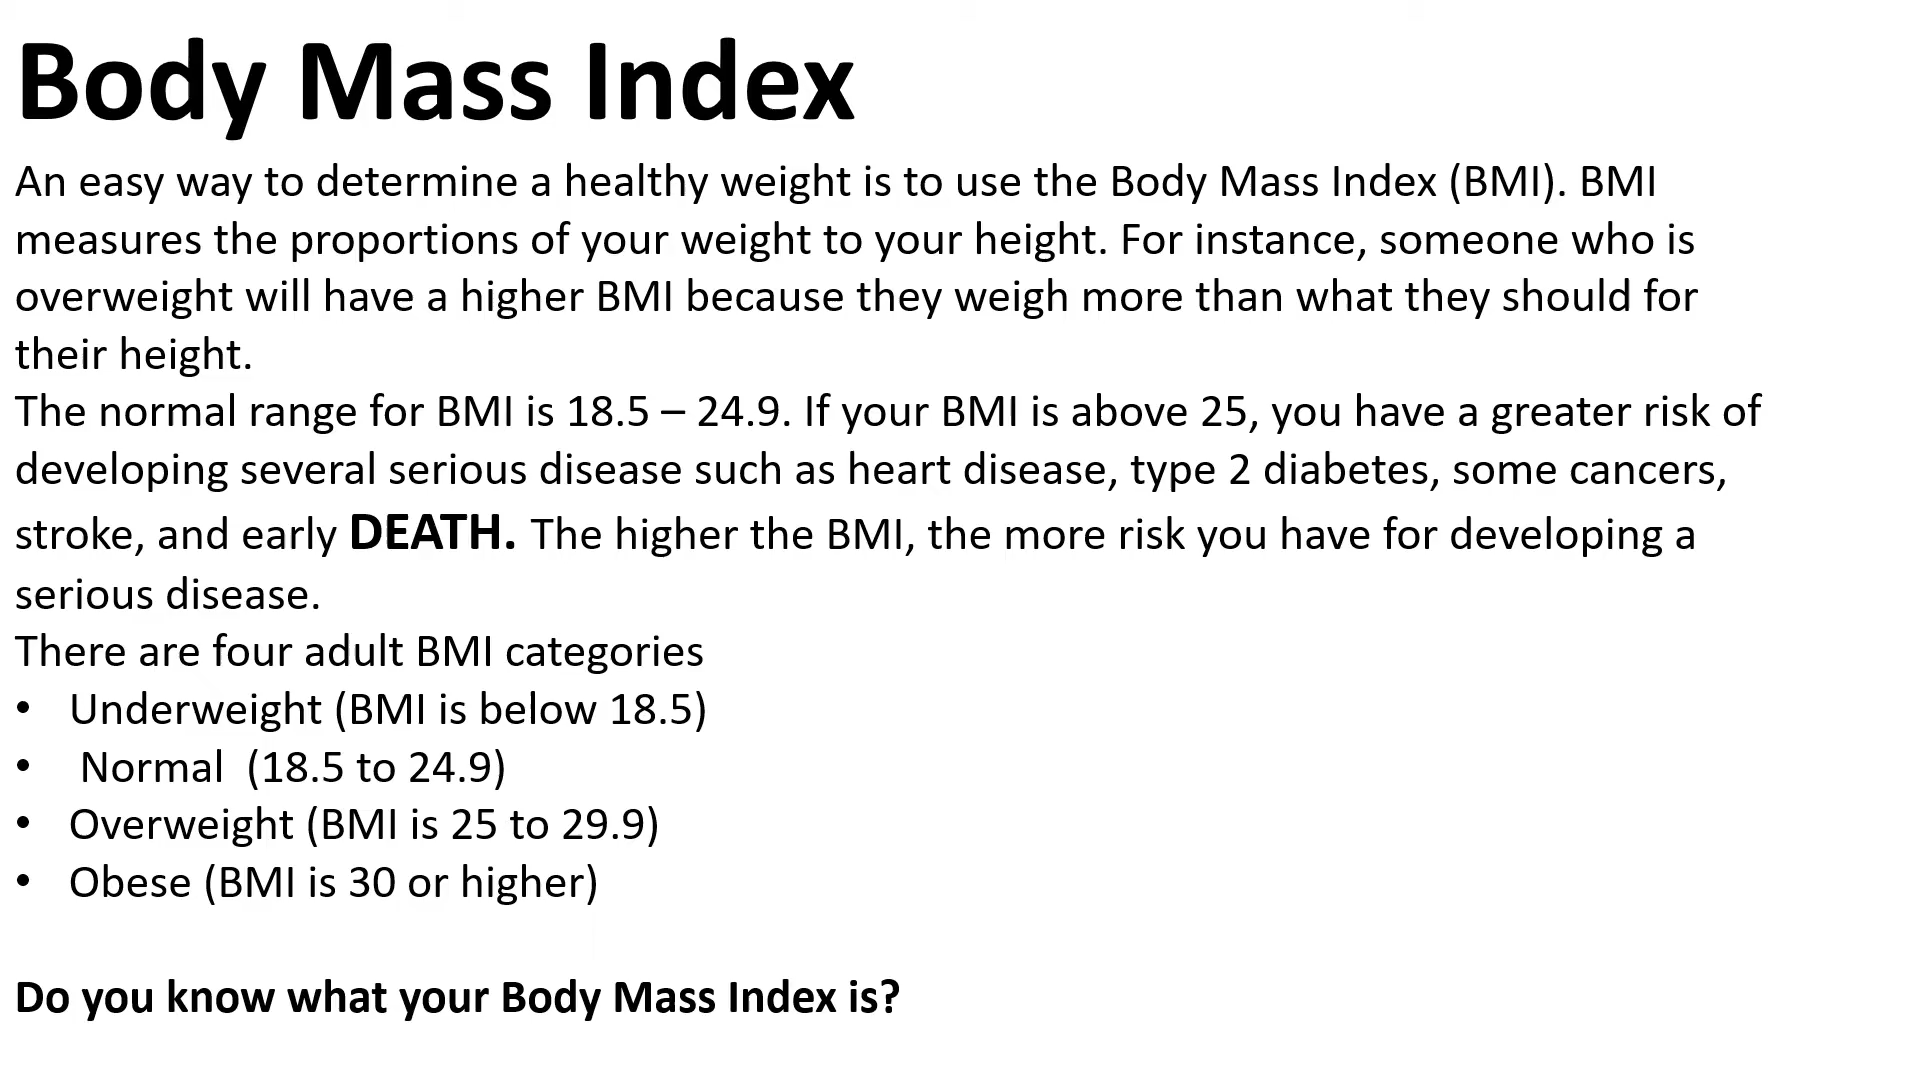 Body Mass Index
An easy way to determine a healthy weight is to use the Body Mass Index (BMI). BMI
measures the proportions of your weight to your height. For instance, someone who is
overweight will have a higher BMI because they weigh more than what they should for
their height.
The normal range for BMI is 18.5 – 24.9. If your BMI is above 25, you have a greater risk of
developing several serious disease such as heart disease, type 2 diabetes, some cancers,
stroke, and early DEATH. The higher the BMI, the more risk you have for developing a
serious disease.
There are four adult BMI categories
• Underweight (BMI is below 18.5)
• Normal (18.5 to 24.9)
• Overweight (BMI is 25 to 29.9)
• Obese (BMI is 30 or higher)
Do you know what your Body Mass Index is?